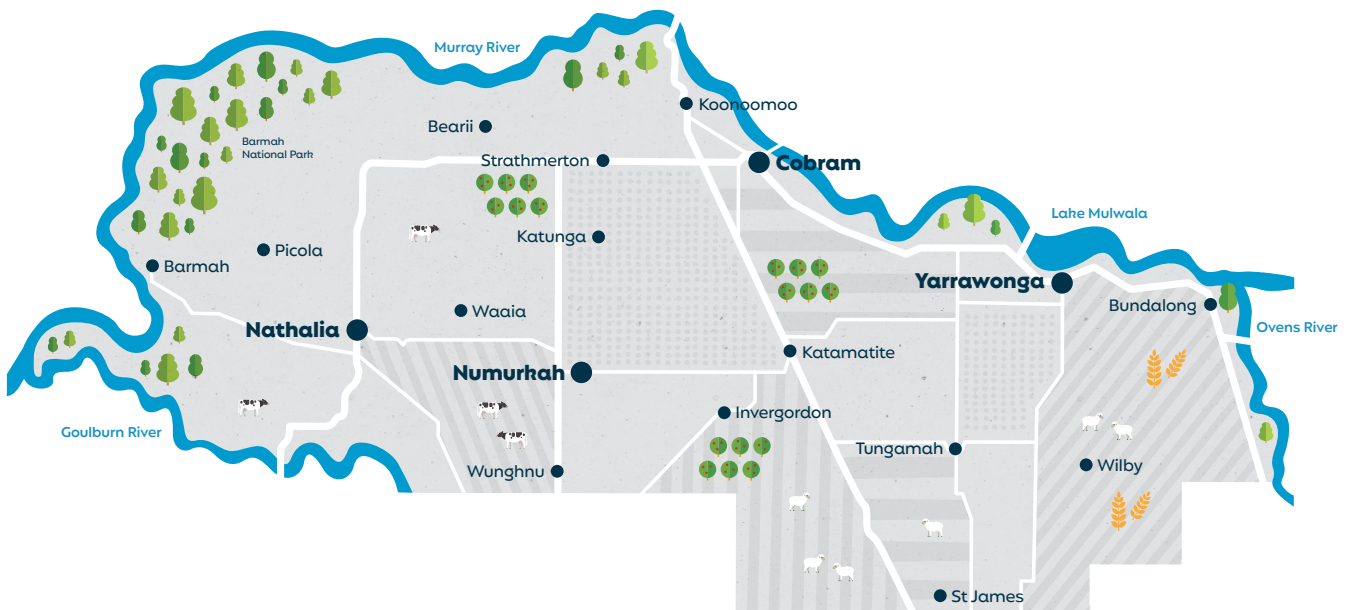 Murray River
Koonoomoo
Bearii
Barmah
National Park
Strathmerton
Cobram
Lake Mulwala
Katunga
Picola
Barmah
Yarrawonga
Bundalong
Waaia
Nathalia
Ovens River
Katamatite
Numurkah
Invergordon
Goulburn River
Tungamah
Wilby
Wunghnu
St James